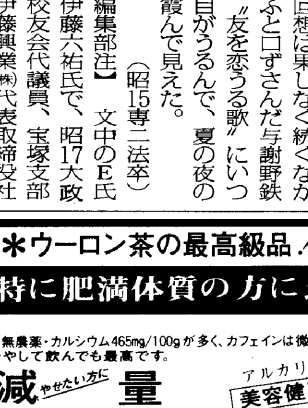 回想に果しなく続くなか
ふと口ずさんだ与謝野鉄
〝友を恋うる歌〟にいつ
目がうるんで、夏の夜の
霞んで見えた。
(昭15専二法卒)
編集部注】 文中のE氏
伊藤六祐氏で、昭17大政
校友会代議員、宝塚支部
伊藤興業㈱代表取締役社
*ウーロン茶の最高級品!
特に肥満体質の方に
無農薬・カルシウム465mg/100gが多く、カフェインは微
やして飲んでも最高です。
減 やせたい方に 量
アルカリ
美容健